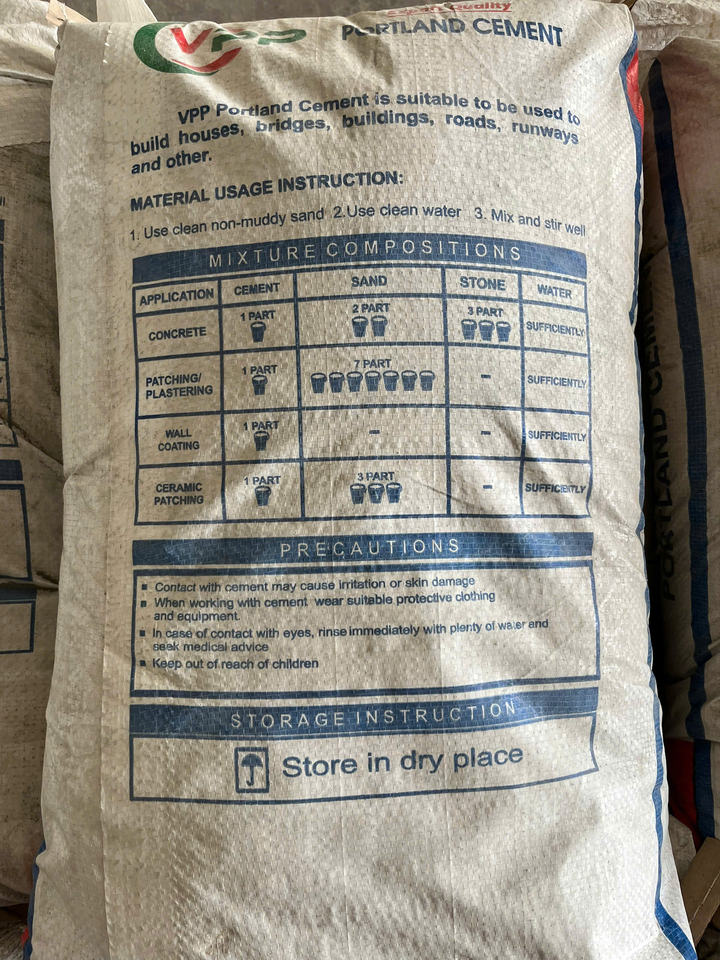 VPP
Quality
PORTLAND CEMENT
VPP Portland Cement is suitable to be used to
build houses, bridges, buildings, roads, runways
and other.
MATERIAL USAGE INSTRUCTION:
1. Use clean non-muddy sand 2.Use clean water 3. Mix and stir well
MIXTURE COMPOSITIONS
APPLICATION CEMENT SAND STONE WATER
CONCRETE 1 PART 2 PART 3 PART SUFFICIENTLY
PATCHING/
PLASTERING 1 PART 7 PART - SUFFICIENTLY
WALL
COATING 1 PART - - SUFFICIENTLY
CERAMIC
PATCHING 1 PART 3 PART - SUFFICIENTLY
PRECAUTIONS
▪ Contact with cement may cause irritation or skin damage
▪ When working with cement wear suitable protective clothing
and equipment.
▪ In case of contact with eyes, rinse immediately with plenty of water and
seek medical advice
▪ Keep out of reach of children
STORAGE INSTRUCTION
Store in dry place
PORTLAND CEMENT